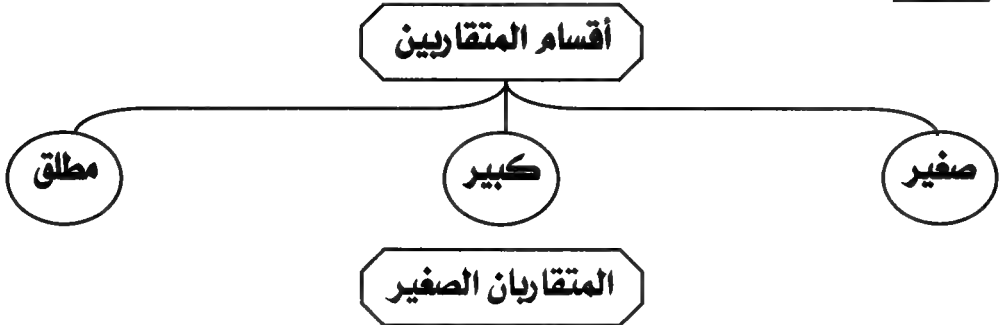 أقسام المتقاربين
صغير
كبير
مطلق
المتقاربان الصغير